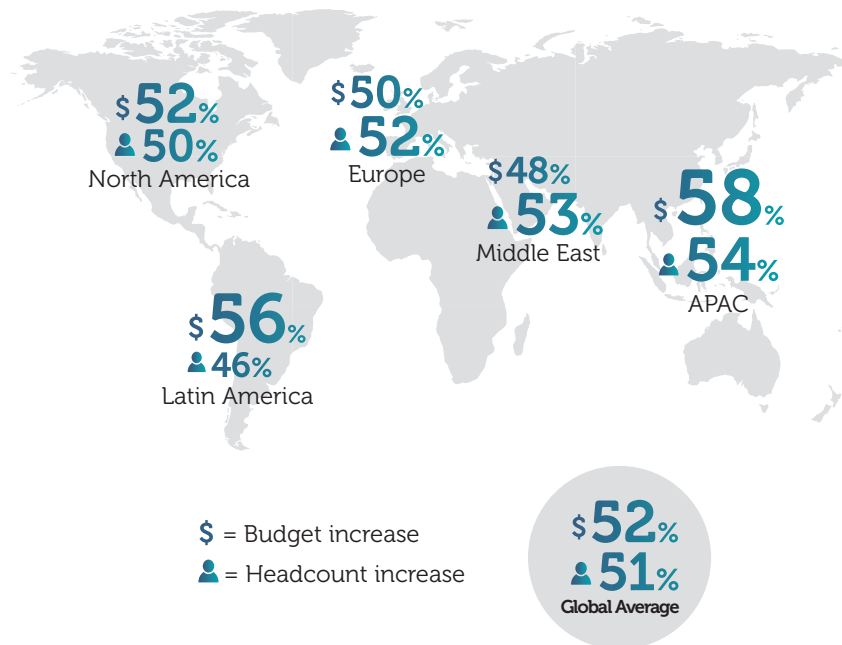 $ 52%
50%
North America
$ 50%
52%
Europe
$ 48%
53%
Middle East
$ 58%
54%
APAC
$ 56%
46%
Latin America
$ = Budget increase
= Headcount increase
$ 52%
51%
Global Average